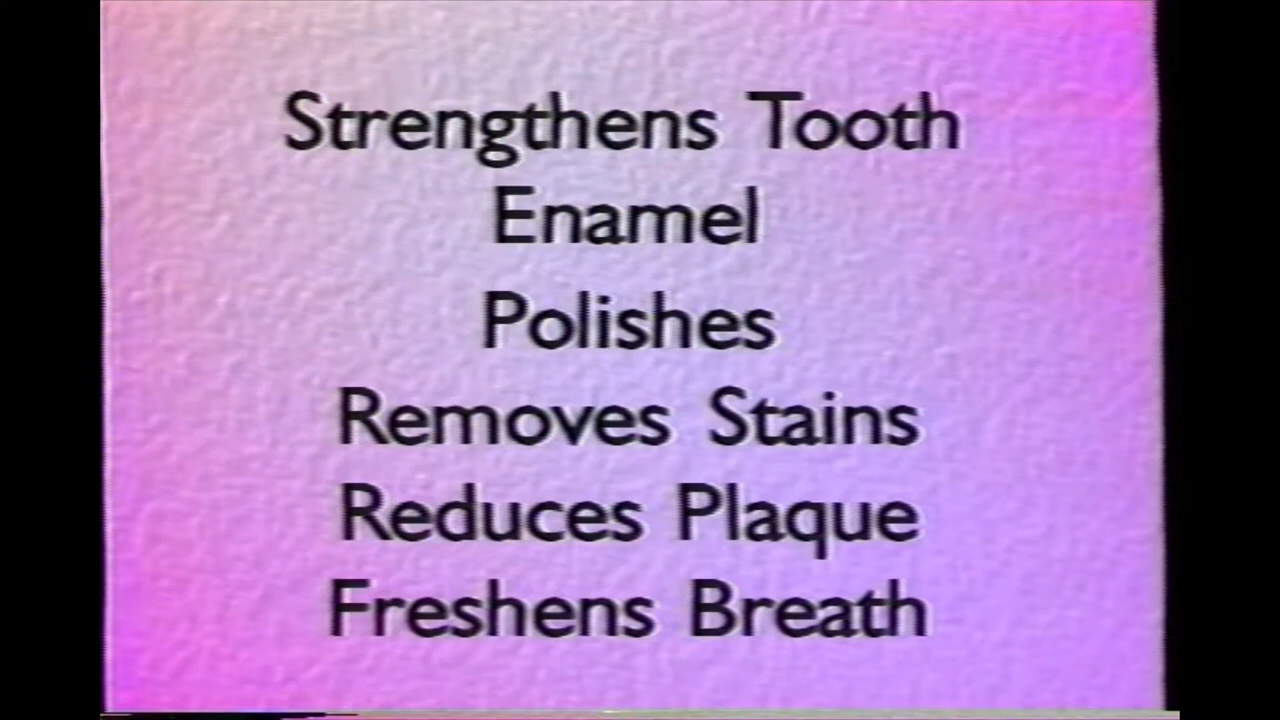 Strengthens Tooth
Enamel
Polishes
Removes Stains
Reduces Plaque
Freshens Breath